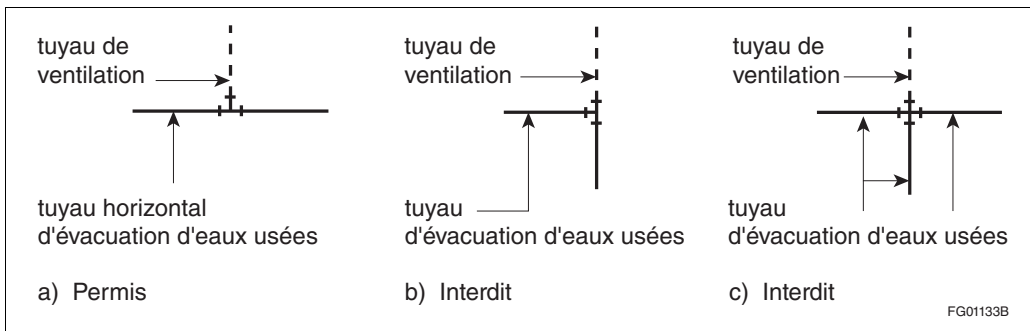 tuyau de
ventilation
tuyau horizontal
d'évacuation d'eaux usées
a) Permis
tuyau de
ventilation
tuyau
d'évacuation d'eaux usées
b) Interdit
tuyau de
ventilation
tuyau
d'évacuation d'eaux usées
c) Interdit
FG01133B